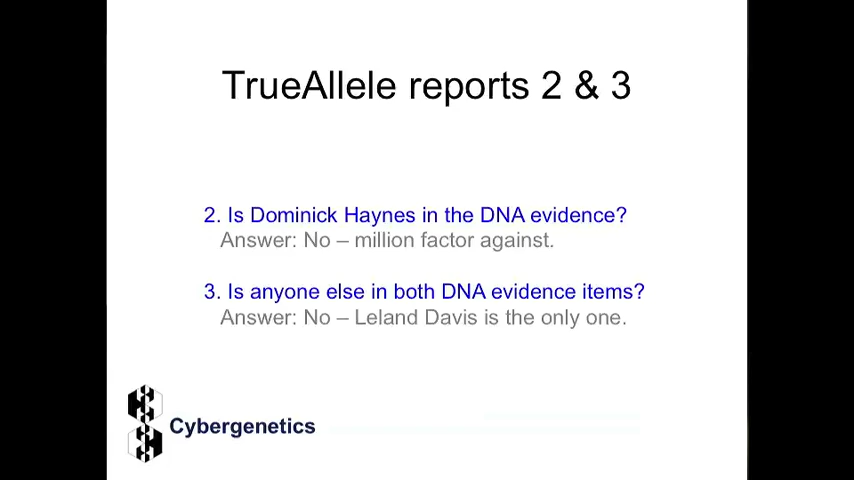 TrueAllele reports 2 & 3
2. Is Dominick Haynes in the DNA evidence?
Answer: No – million factor against.
3. Is anyone else in both DNA evidence items?
Answer: No – Leland Davis is the only one.
Cybergenetics